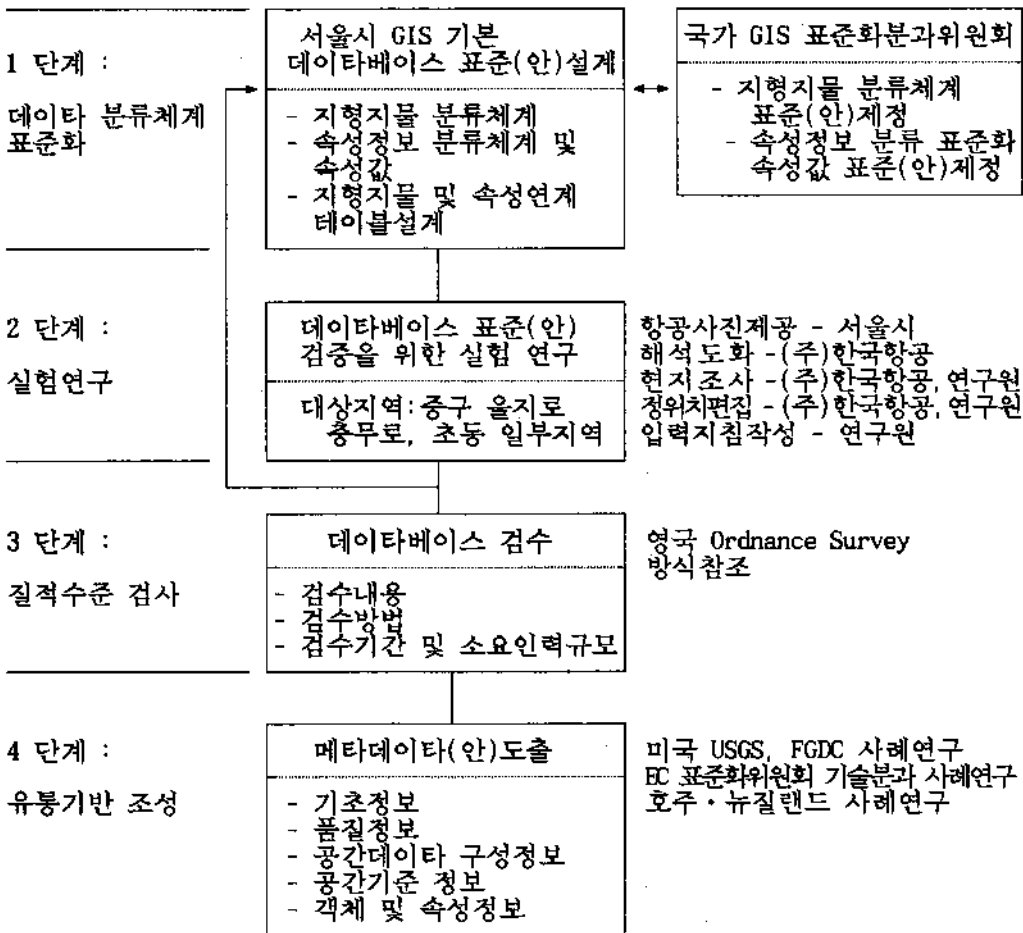 1 단계 :
데이타 분류체계
표준화
서울시 GIS 기본
데이타베이스 표준(안)설계
- 지형지물 분류체계
- 속성정보 분류체계 및
속성값
- 지형지물 및 속성연계
테이블설계
국가 GIS 표준화분과위원회
- 지형지물 분류체계
표준(안)제정
- 속성정보 분류 표준화
속성값 표준(안)제정
2 단계 :
실험연구
데이타베이스 표준(안)
검증을 위한 실험 연구
대상지역:중구 을지로
충무로, 초동 일부지역
항공사진제공 - 서울시
해석도화 -(주)한국항공
현지조사 -(주)한국항공,연구원
정위치편집 -(주)한국항공,연구원
입력지침작성 - 연구원
3 단계 :
질적수준 검사
데이타베이스 검수
- 검수내용
- 검수방법
- 검수기간 및 소요인력규모
영국 Ordnance Survey
방식참조
4 단계 :
유통기반 조성
메타데이타(안)도출
- 기초정보
- 품질정보
- 공간데이타 구성정보
- 공간기준 정보
- 객체 및 속성정보
미국 USGS, FGDC 사례연구
EC 표준화위원회 기술분과 사례연구
호주·뉴질랜드 사례연구